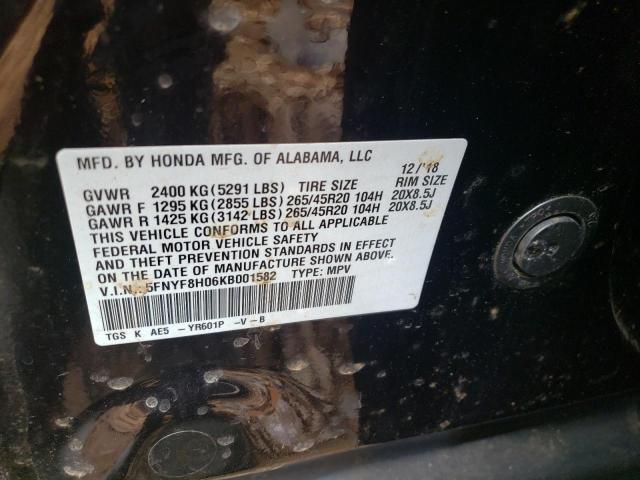 MFD. BY HONDA MFG. OF ALABAMA, LLC 12/'18
GVWR 2400 KG(5291 LBS) TIRE SIZE RIM SIZE
GAWR F 1295 KG(2855 LBS) 265/45R20 104H 20X8.5J
GAWR R 1425 KG(3142 LBS) 265/45R20 104H 20X8.5J
THIS VEHICLE CONFORMS TO ALL APPLICABLE
FEDERAL MOTOR VEHICLE SAFETY
AND THEFT PREVENTION STANDARDS IN EFFECT
ON THE DATE OF MANUFACTURE SHOWN ABOVE.
V.I.N.:5FNYF8H06KB001582 TYPE: MPV
TGS K AE5 -YR601P -V-B